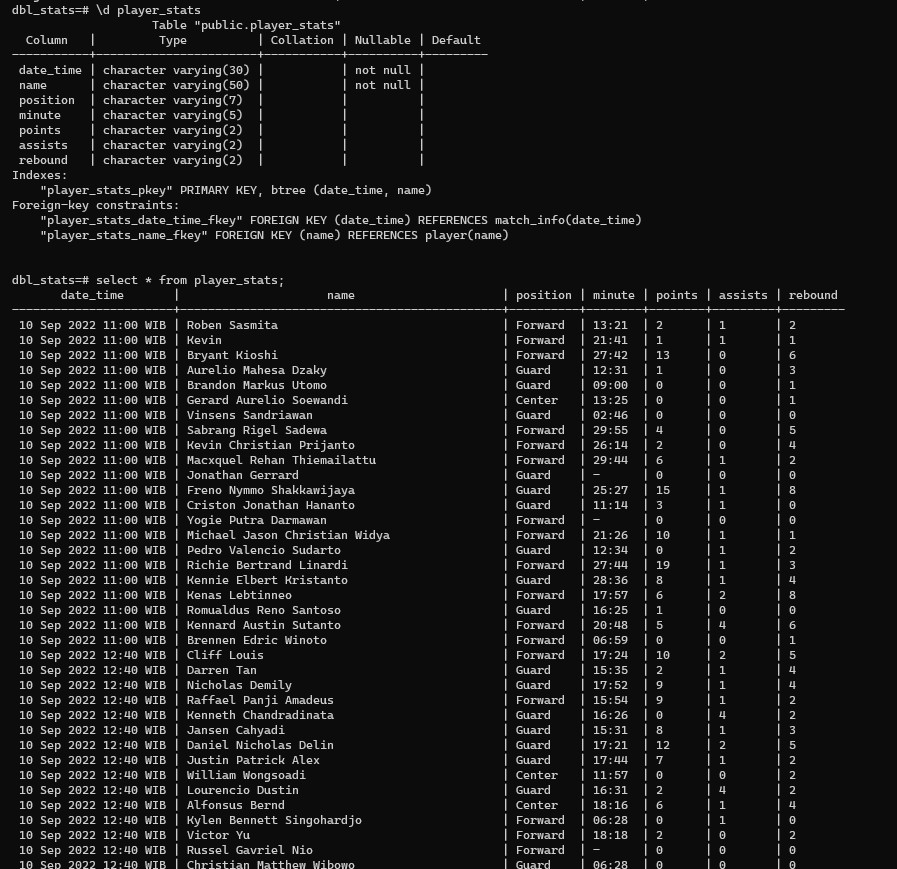 dbl_stats=# \d player_stats
Table "public.player_stats"
Column | Type | Collation | Nullable | Default
-----------+-----------------------+-----------+----------+---------
date_time | character varying(30) | | not null |
name | character varying(50) | | not null |
position | character varying(7) | | |
minute | character varying(5) | | |
points | character varying(2) | | |
assists | character varying(2) | | |
rebound | character varying(2) | | |
Indexes:
"player_stats_pkey" PRIMARY KEY, btree (date_time, name)
Foreign-key constraints:
"player_stats_date_time_fkey" FOREIGN KEY (date_time) REFERENCES match_info(date_time)
"player_stats_name_fkey" FOREIGN KEY (name) REFERENCES player(name)
dbl_stats=# select * from player_stats;
date_time | name | position | minute | points | assists | rebound
-----------------------+----------------------------------------------+----------+--------+--------+---------+---------
10 Sep 2022 11:00 WIB | Roben Sasmita | Forward | 13:21 | 2 | 1 | 2
10 Sep 2022 11:00 WIB | Kevin | Forward | 21:41 | 1 | 1 | 1
10 Sep 2022 11:00 WIB | Bryant Kioshi | Forward | 27:42 | 13 | 0 | 6
10 Sep 2022 11:00 WIB | Aurelio Mahesa Dzaky | Guard | 12:31 | 1 | 0 | 3
10 Sep 2022 11:00 WIB | Brandon Markus Utomo | Guard | 09:00 | 0 | 0 | 1
10 Sep 2022 11:00 WIB | Gerard Aurelio Soewandi | Center | 13:25 | 0 | 0 | 1
10 Sep 2022 11:00 WIB | Vinsens Sandriawan | Guard | 02:46 | 0 | 0 | 0
10 Sep 2022 11:00 WIB | Sabrang Rigel Sadewa | Forward | 29:55 | 4 | 0 | 5
10 Sep 2022 11:00 WIB | Kevin Christian Prijanto | Forward | 26:14 | 2 | 0 | 4
10 Sep 2022 11:00 WIB | Macxquel Rehan Thiemailattu | Forward | 29:44 | 6 | 1 | 2
10 Sep 2022 11:00 WIB | Jonathan Gerrard | Guard | - | 0 | 0 | 0
10 Sep 2022 11:00 WIB | Freno Nymmo Shakkawijaya | Guard | 25:27 | 15 | 1 | 8
10 Sep 2022 11:00 WIB | Criston Jonathan Hananto | Guard | 11:14 | 3 | 1 | 0
10 Sep 2022 11:00 WIB | Yogie Putra Darmawan | Forward | - | 0 | 0 | 0
10 Sep 2022 11:00 WIB | Michael Jason Christian Widya | Forward | 21:26 | 10 | 1 | 1
10 Sep 2022 11:00 WIB | Pedro Valencio Sudarto | Guard | 12:34 | 0 | 1 | 2
10 Sep 2022 11:00 WIB | Richie Bertrand Linardi | Forward | 27:44 | 19 | 1 | 3
10 Sep 2022 11:00 WIB | Kennie Elbert Kristanto | Guard | 28:36 | 8 | 1 | 4
10 Sep 2022 11:00 WIB | Kenas Lebtinneo | Forward | 17:57 | 6 | 2 | 8
10 Sep 2022 11:00 WIB | Romualdus Reno Santoso | Guard | 16:25 | 1 | 0 | 0
10 Sep 2022 11:00 WIB | Kennard Austin Sutanto | Forward | 20:48 | 5 | 4 | 6
10 Sep 2022 11:00 WIB | Brennen Edric Winoto | Forward | 06:59 | 0 | 0 | 1
10 Sep 2022 12:40 WIB | Cliff Louis | Forward | 17:24 | 10 | 2 | 5
10 Sep 2022 12:40 WIB | Darren Tan | Guard | 15:35 | 2 | 1 | 4
10 Sep 2022 12:40 WIB | Nicholas Demily | Guard | 17:52 | 9 | 1 | 4
10 Sep 2022 12:40 WIB | Raffael Panji Amadeus | Forward | 15:54 | 9 | 1 | 2
10 Sep 2022 12:40 WIB | Kenneth Chandradinata | Guard | 16:26 | 0 | 4 | 2
10 Sep 2022 12:40 WIB | Jansen Cahyadi | Guard | 15:31 | 8 | 1 | 3
10 Sep 2022 12:40 WIB | Daniel Nicholas Delin | Guard | 17:21 | 12 | 2 | 5
10 Sep 2022 12:40 WIB | Justin Patrick Alex | Guard | 17:44 | 7 | 1 | 2
10 Sep 2022 12:40 WIB | William Wongsoadi | Center | 11:57 | 0 | 0 | 2
10 Sep 2022 12:40 WIB | Lourencio Dustin | Guard | 16:31 | 2 | 4 | 2
10 Sep 2022 12:40 WIB | Alfonsus Bernd | Center | 18:16 | 6 | 1 | 4
10 Sep 2022 12:40 WIB | Kylen Bennett Singohardjo | Forward | 06:28 | 0 | 1 | 0
10 Sep 2022 12:40 WIB | Victor Yu | Forward | 18:18 | 2 | 0 | 2
10 Sep 2022 12:40 WIB | Russel Gavriel Nio | Forward | - | 0 | 0 | 0
10 Sep 2022 12:40 WIB | Christian Matthew Wibowo | Guard | 06:28 | 0 | 0 | 0